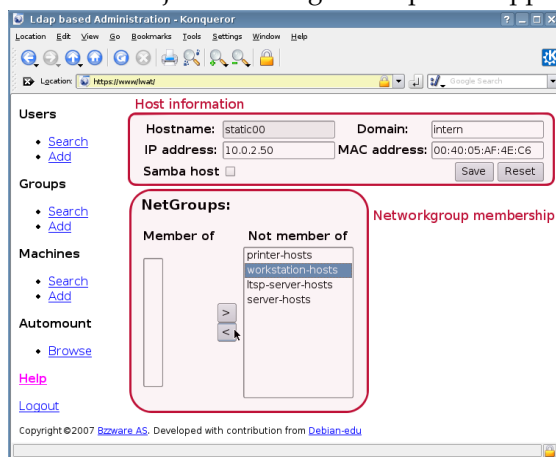 Ldap based Administration - Konqueror
Location Edit View Go Bookmarks Tools Settings Window Help
Location: https://www/lwat/ Google Search
Users
Search
Add
Groups
Search
Add
Machines
Search
Add
Automount
Browse
Help
Logout
Host information
Hostname: static00 Domain: intern
IP address: 10.0.2.50 MAC address: 00:40:05:AF:4E:C6
Samba host Save Reset
NetGroups:
Networkgroup membership
Member of Not member of
printer-hosts
workstation-hosts
ltsp-server-hosts
server-hosts
>
<
Copyright©2007 Bzzware AS. Developed with contribution from Debian-edu